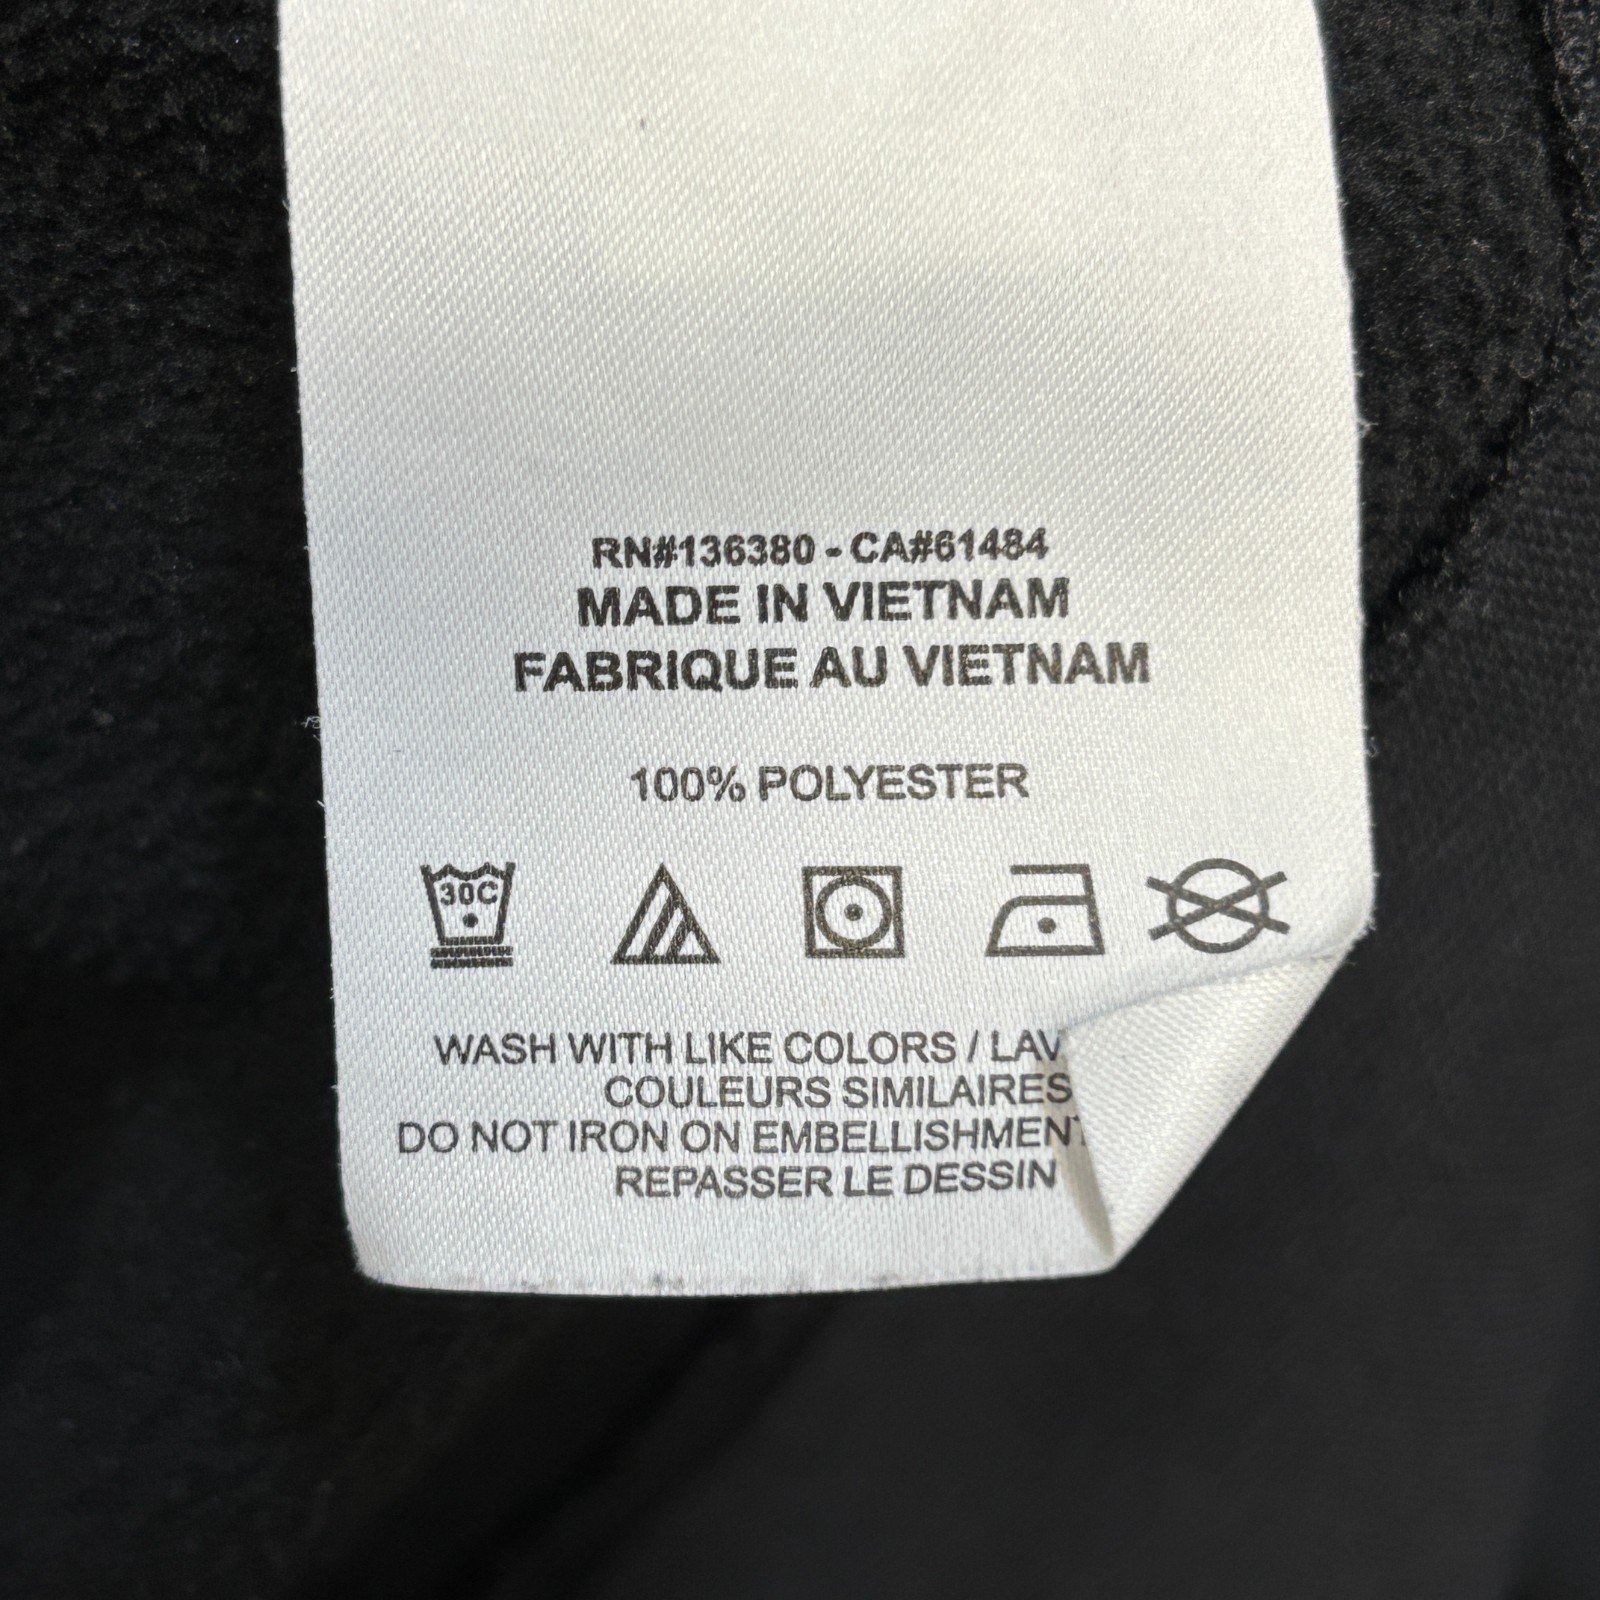 RN#136380 - CA#61484
MADE IN VIETNAM
FABRIQUE AU VIETNAM
100% POLYESTER
30C
WASH WITH LIKE COLORS / LAV
COULEURS SIMILAIRES
DO NOT IRON ON EMBELLISHMENT
REPASSER LE DESSIN